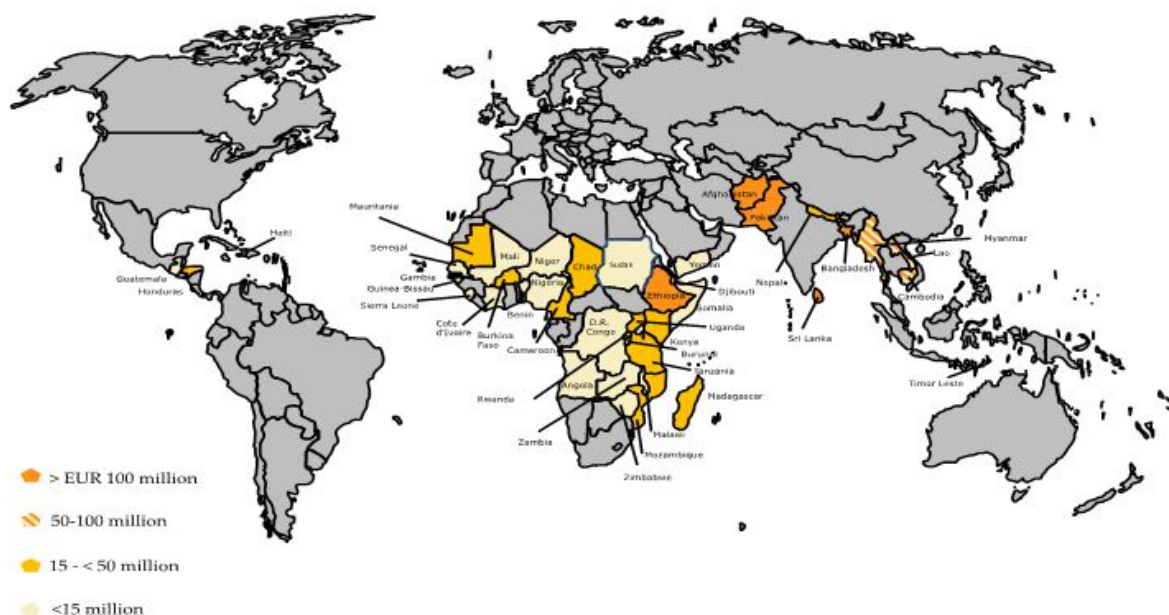 Haiti
Guatemala
Honduras
Mauritania
Senegal
Gambia
Guinea-Bissau
Sierra Leone
Cote
d'Ivoire
Burkina
Faso
Benin
Cameroon
Mali
Niger
Nigeria
Chad
Sudan
Ethiopia
Yemen
Djibouti
Somalia
Uganda
Kenya
Burundi
Tanzania
D.R.
Congo
Angola
Rwanda
Zambia
Malawi
Mozambique
Zimbabwe
Madagascar
Afghanistan
Pakistan
Nepale
Bangladesh
Sri Lanka
Myanmar
Lao
Cambodia
Timor Leste
> EUR 100 million
50-100 million
15 - < 50 million
<15 million